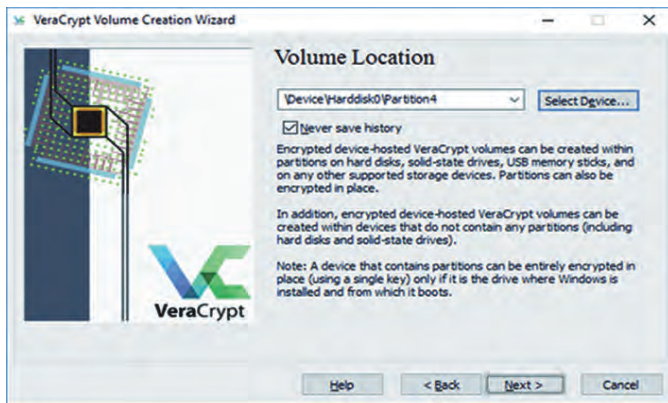 VeraCrypt Volume Creation Wizard
Volume Location
\Device\Harddisk0\Partition4
Select Device...
Never save history
Encrypted device-hosted VeraCrypt volumes can be created within
partitions on hard disks, solid-state drives, USB memory sticks, and
on any other supported storage devices. Partitions can also be
encrypted in place.
In addition, encrypted device-hosted VeraCrypt volumes can be
created within devices that do not contain any partitions (including
hard disks and solid-state drives).
Note: A device that contains partitions can be entirely encrypted in
place (using a single key) only if it is the drive where Windows is
installed and from which it boots.
VeraCrypt
Help
< Back
Next >
Cancel